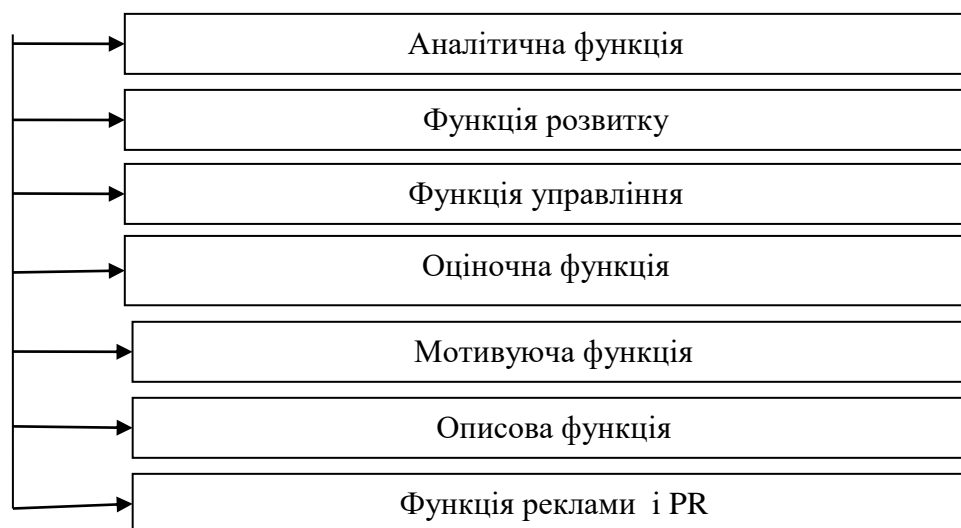 Аналітична функція
Функція розвитку
Функція управління
Оціночна функція
Мотивуюча функція
Описова функція
Функція реклами і PR